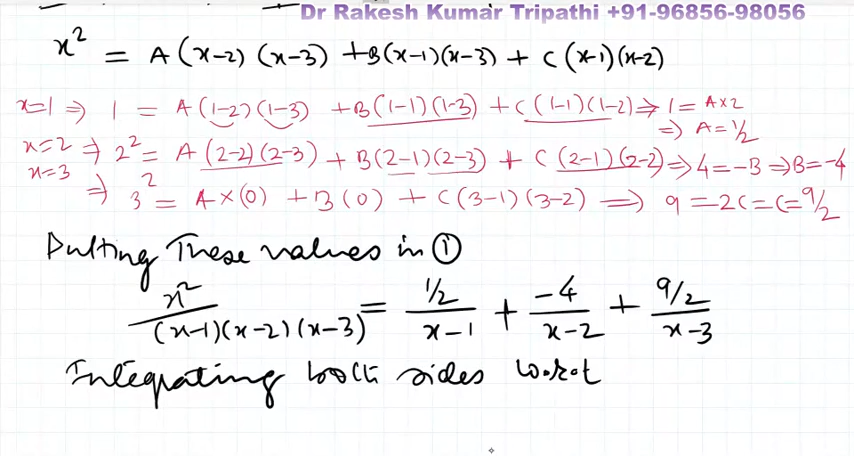 Dr Rakesh Kumar Tripathi +91-96856-98056
x² = A(x-2)(x-3) + B(x-1)(x-3) + C(x-1)(x-2)
x=1 ⇒ 1 = A(1-2)(1-3) + B(1-1)(1-3) + C(1-1)(1-2) ⇒ 1 = A×2
⇒ A = 1/2
x=2 ⇒ 2² = A(2-2)(2-3) + B(2-1)(2-3) + C(2-1)(2-2) ⇒ 4 = -B ⇒ B = -4
x=3
⇒ 3² = A×(0) + B(0) + C(3-1)(3-2) ⇒ 9 = 2C = C = 9/2
Putting These values in ①
x²/(x-1)(x-2)(x-3) = 1/2/x-1 + -4/x-2 + 9/2/x-3
Integrating both sides w.r.t